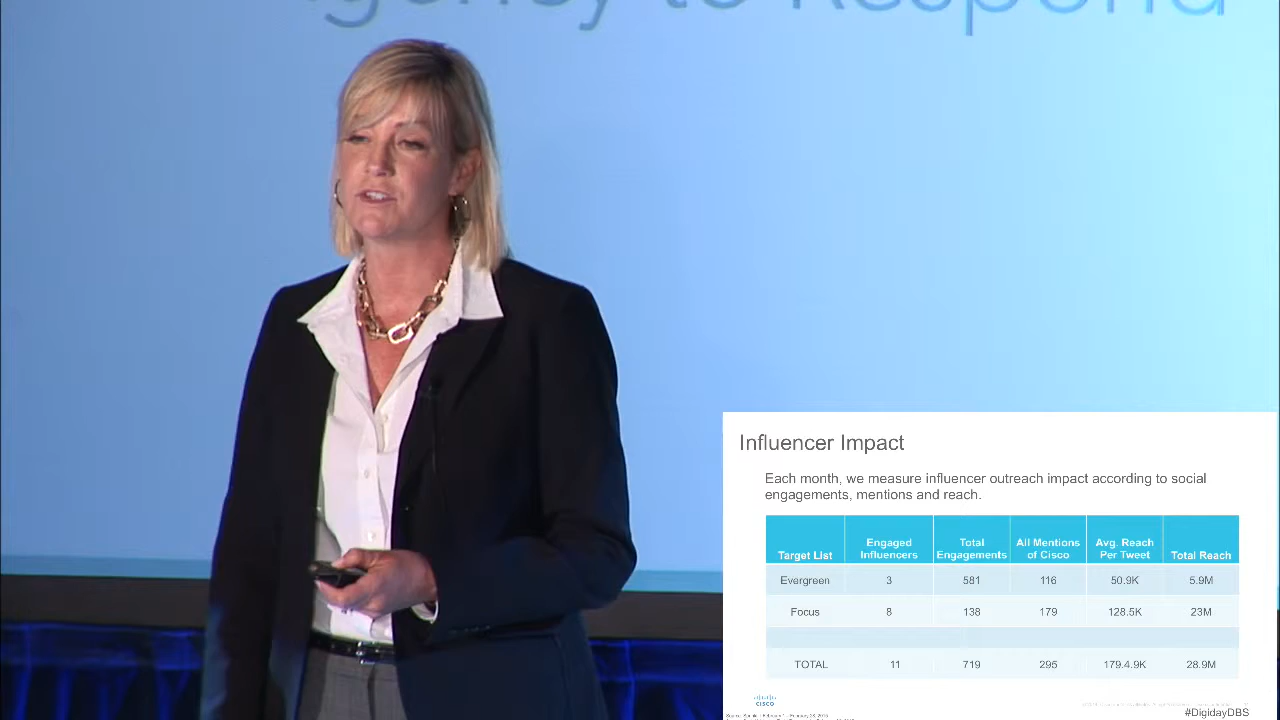 to Respond
Influencer Impact
Each month, we measure influencer outreach impact according to social
engagements, mentions and reach.
Target List
Engaged
Influencers
Total
Engagements
All Mentions
of Cisco
Avg. Reach
Per Tweet
Total Reach
Evergreen 3 581 116 50.9K 5.9M
Focus 8 138 179 128.5K 23M
TOTAL 11 719 295 179.4.9K 28.9M
CISCO
#DigidayDBS